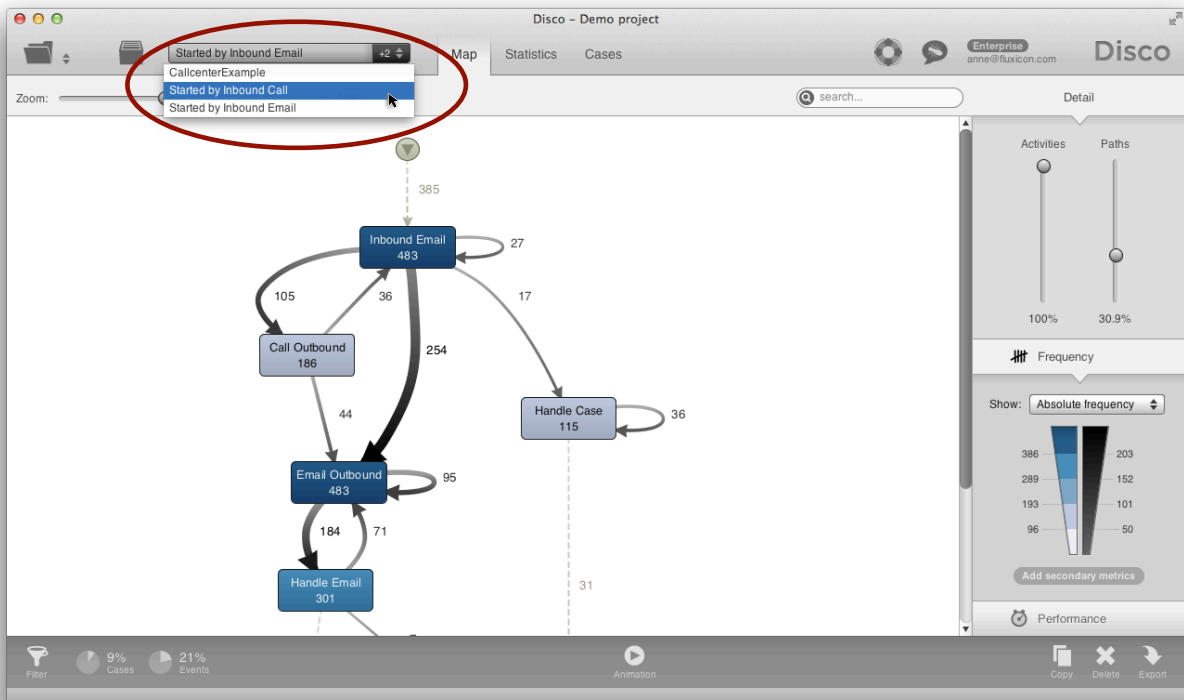 Disco – Demo project
Started by Inbound Email
+2
Map
Statistics
Cases
Enterprise
anne@fluxicon.com
Disco
CallcenterExample
Started by Inbound Call
Started by Inbound Email
Zoom:
search...
Detail
Activities
Paths
100%
30.9%
Frequency
Show:
Absolute frequency
386
203
289
152
193
101
96
50
Add secondary metrics
Performance
385
Inbound Email
483
27
105
36
17
Call Outbound
186
254
44
Handle Case
115
36
Email Outbound
483
95
184
71
Handle Email
301
31
Filter
9%
Cases
21%
Events
Animation
Copy
Delete
Export